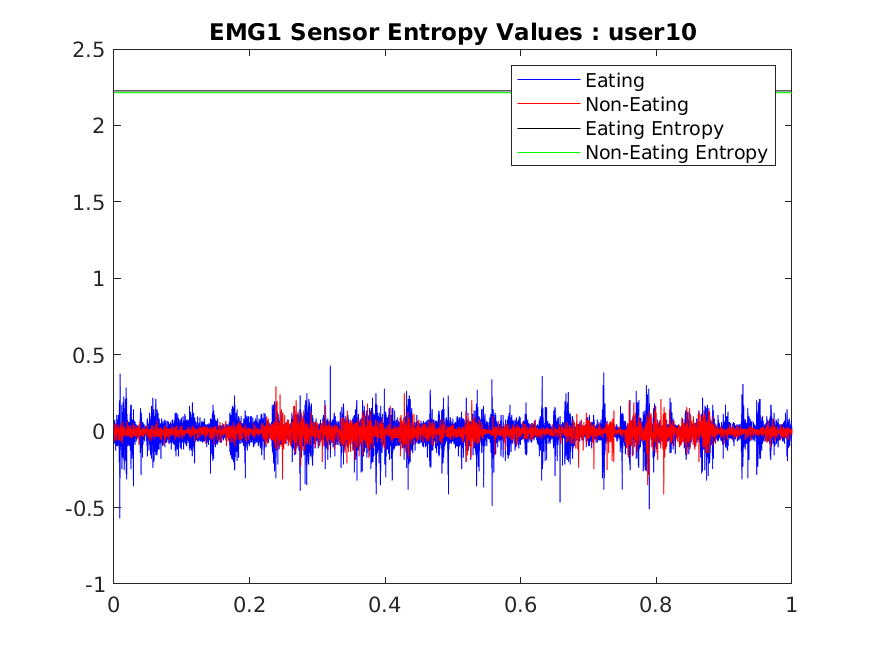 EMG1 Sensor Entropy Values : user10
2.5
2
1.5
1
0.5
0
-0.5
-1
Eating
Non-Eating
Eating Entropy
Non-Eating Entropy
0 0.2 0.4 0.6 0.8 1